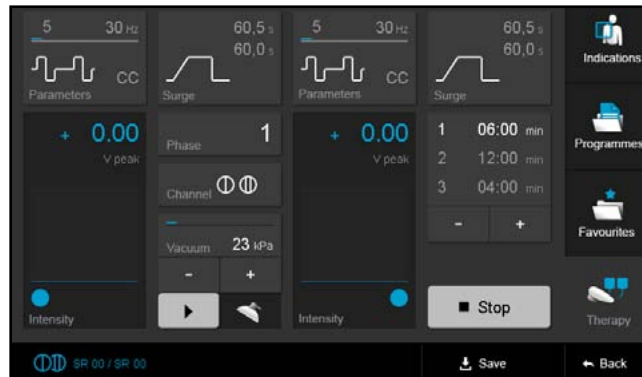 5 30 Hz
CC
Parameters
60,5 s
60,0 s
Surge
5 30 Hz
CC
Parameters
60,5 s
60,0 s
Surge
Indications
+ 0.00
V peak
Intensity
Phase 1
Channel
Vacuum 23 kPa
- +
+ 0.00
V peak
Intensity
1 06:00 min
2 12:00 min
3 04:00 min
- +
Stop
Programmes
Favourites
Therapy
SR 00 / SR 00
Save
Back